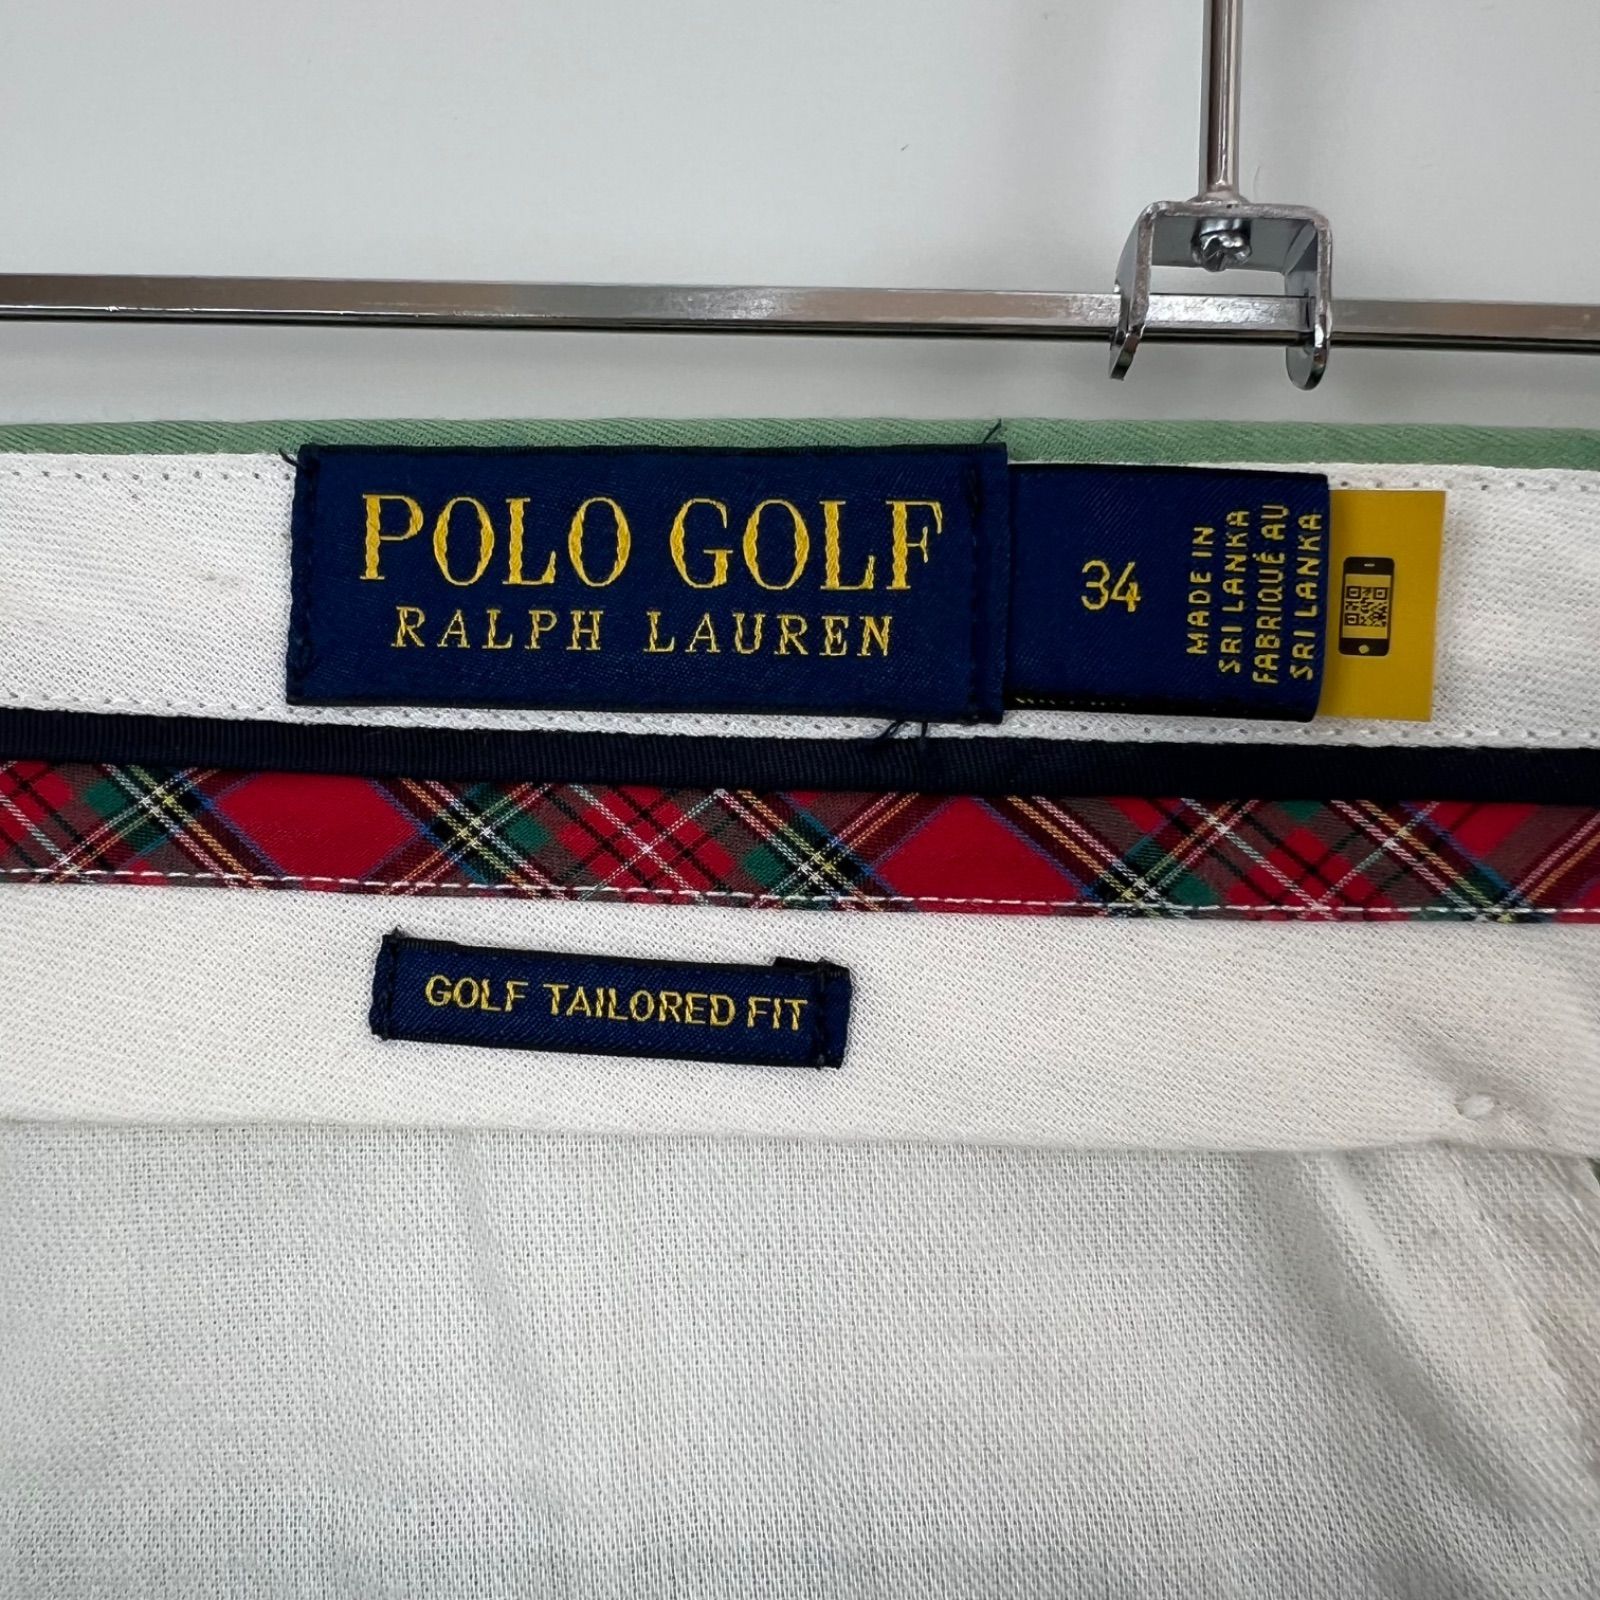 POLO GOLF
RALPH LAUREN
34
MADE IN
SRI LANKA
FABRIQUÉ AU
SRI LANKA
GOLF TAILORED FIT